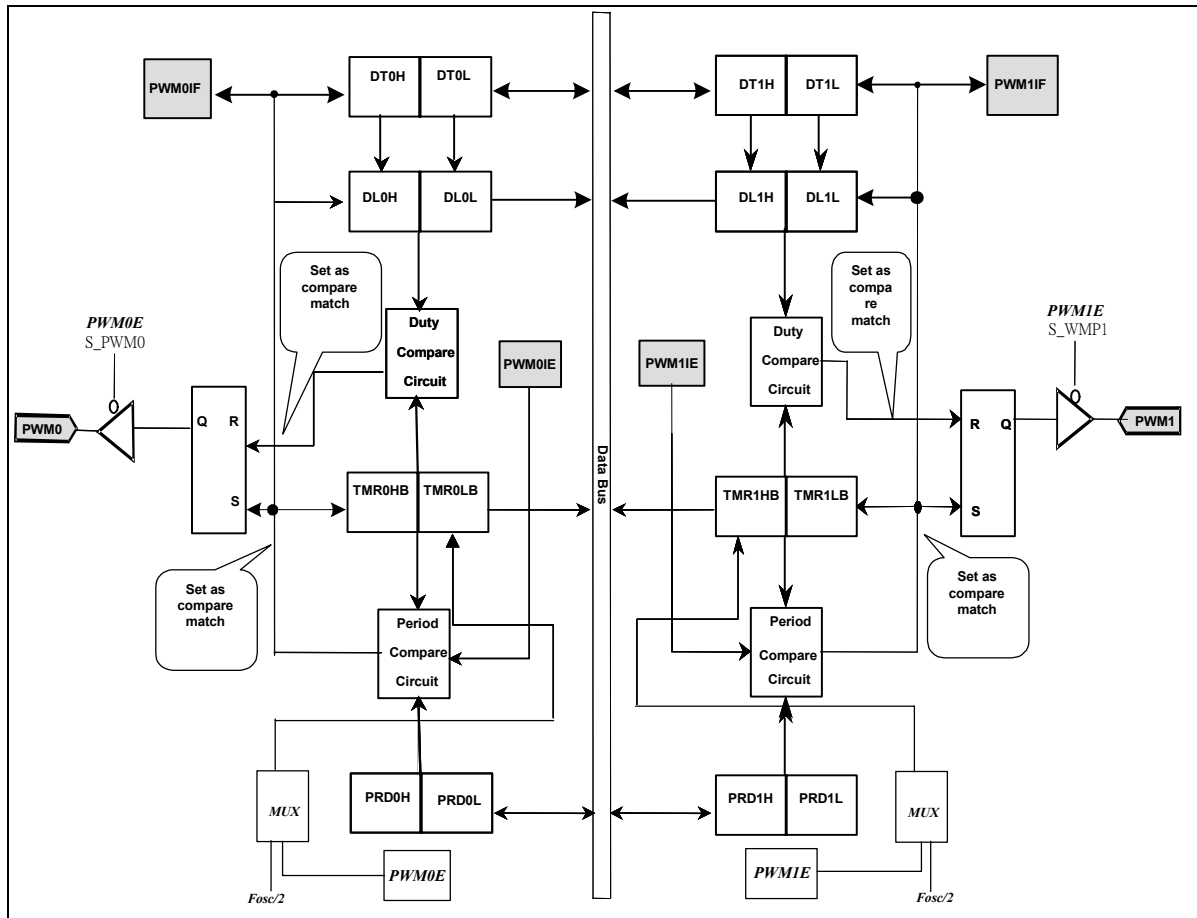 PWM0IF
DT0H
DT0L
DT1H
DT1L
PWM1IF
DL0H
DL0L
DL1H
DL1L
Set as
compare
match
Set as
compa
re
match
PWM0E
S_PWM0
Duty
Compare
Circuit
PWM0IE
PWM1IE
Duty
Compare
Circuit
PWM1E
S_WMP1
PWM0
Q
R
S
R
Q
S
PWM1
Data Bus
TMR0HB
TMR0LB
TMR1HB
TMR1LB
Set as
compare
match
Set as
compare
match
Period
Compare
Circuit
Period
Compare
Circuit
MUX
PRD0H
PRD0L
PRD1H
PRD1L
MUX
PWM0E
PWM1E
Fosc/2
Fosc/2